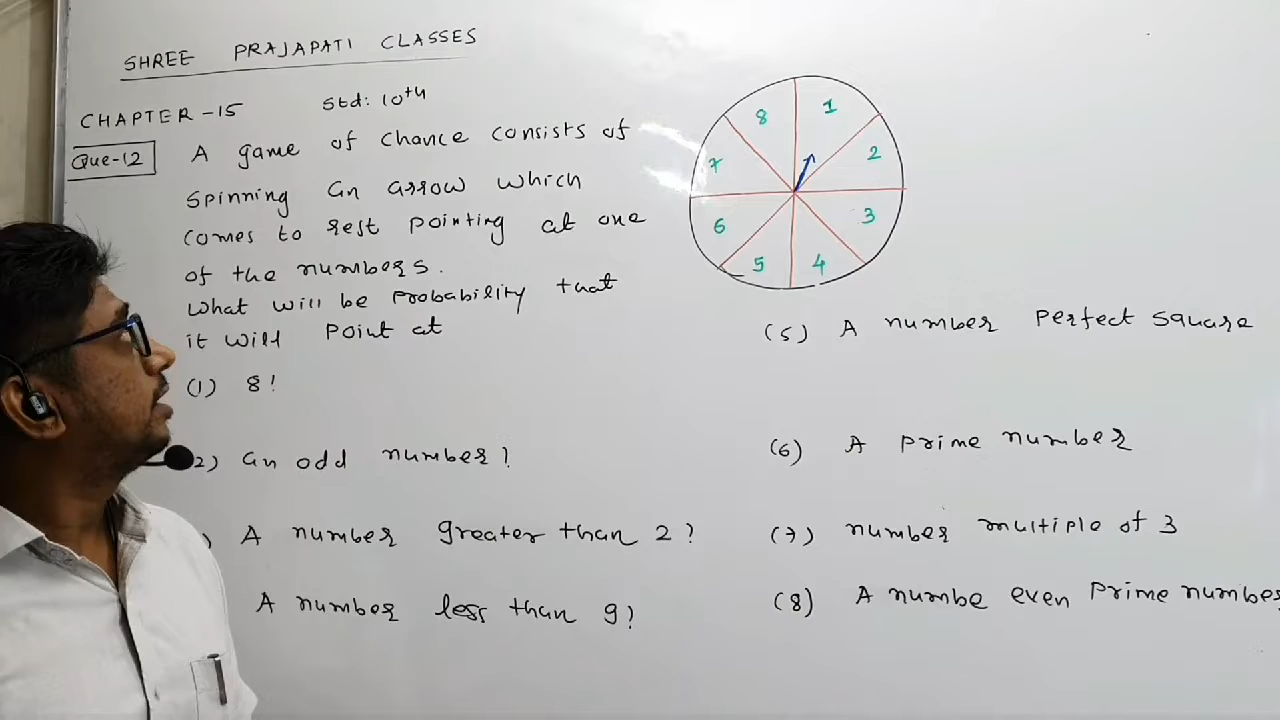 SHREE PRAJAPATI CLASSES
CHAPTER -15 Std: 10th
Que-12 A game of chance consists of
spinning an arrow which
comes to rest pointing at one
of the numbers.
What will be probability that
it will point at
(1) 8!
2) an odd number?
) A number greater than 2?
A number less than 9?
8 1
7 2
6 3
5 4
(5) A number perfect square
(6) A prime number
(7) number multiple of 3
(8) A numbe even prime number